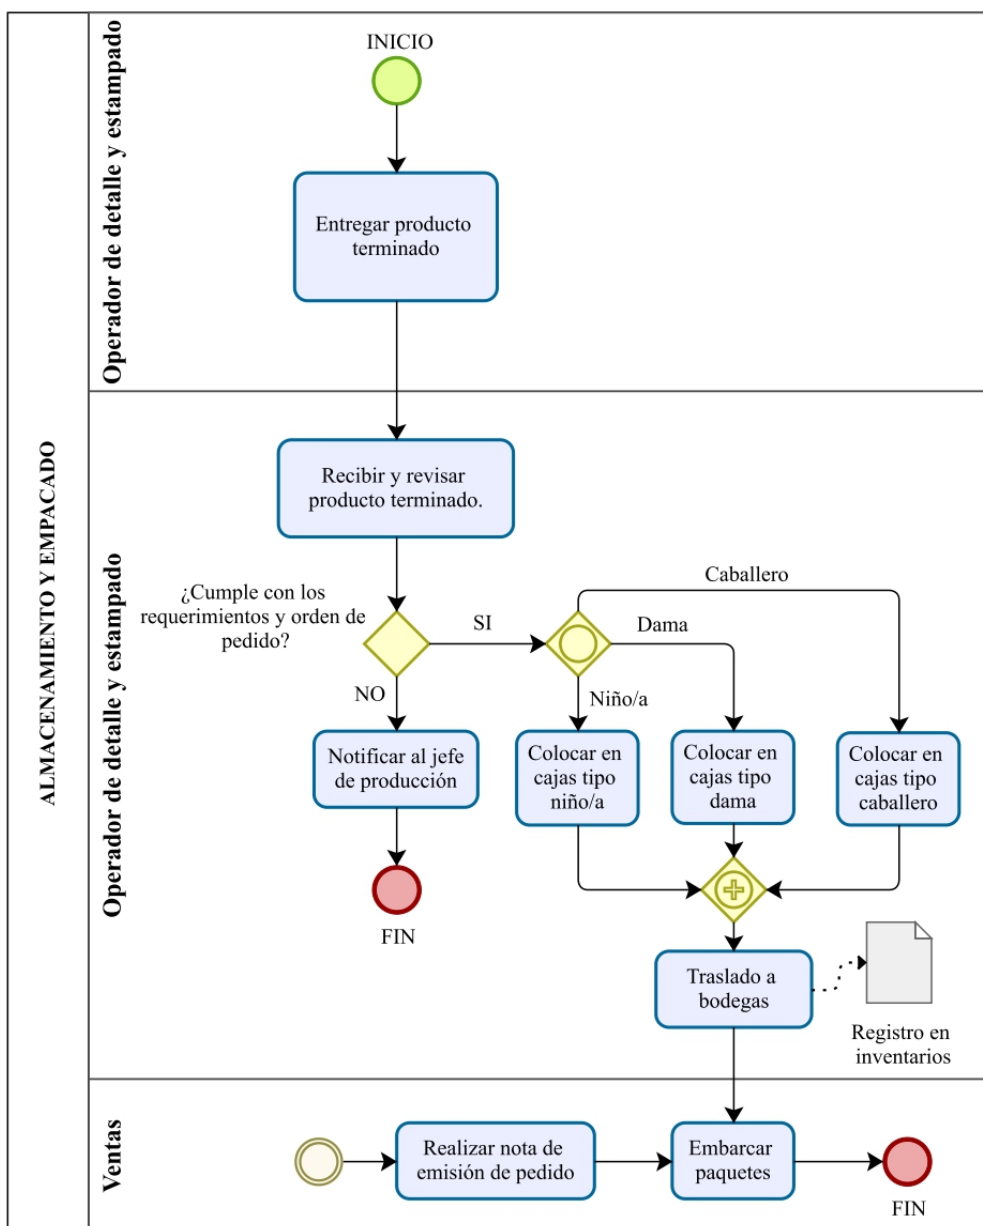 ALMACENAMIENTO Y EMPACADO
Operador de detalle y estampado
INICIO
Entregar producto
terminado
Operador de detalle y estampado
Recibir y revisar
producto terminado.
¿Cumple con los
requerimientos y orden de
pedido?
SI
NO
Caballero
Dama
Niño/a
Notificar al jefe
de producción
Colocar en
cajas tipo
niño/a
Colocar en
cajas tipo
dama
Colocar en
cajas tipo
caballero
FIN
Traslado a
bodegas
Registro en
inventarios
Ventas
Realizar nota de
emisión de pedido
Embarcar
paquetes
FIN